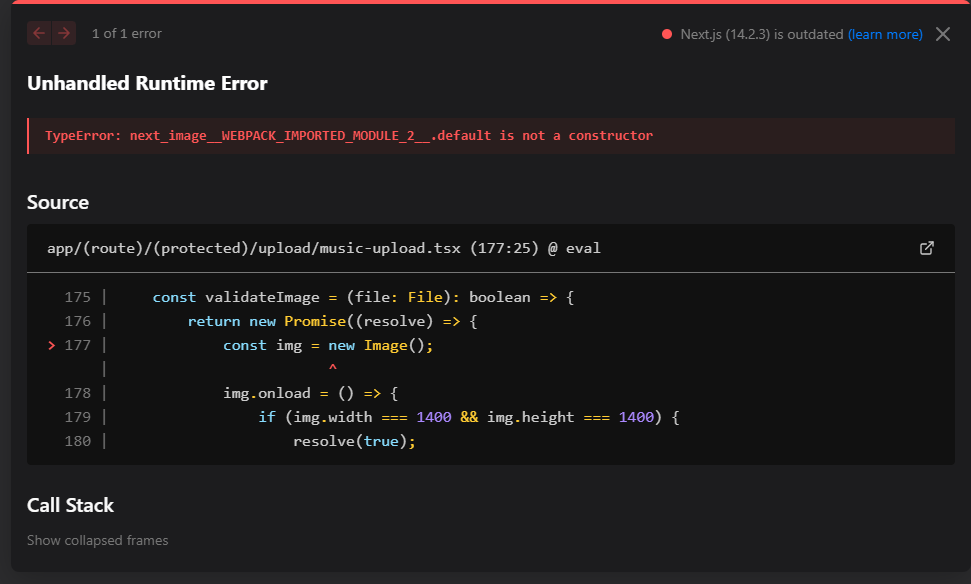 1 of 1 error
Next.js (14.2.3) is outdated (learn more)
Unhandled Runtime Error
TypeError: next_image__WEBPACK_IMPORTED_MODULE_2__.default is not a constructor
Source
app/(route)/(protected)/upload/music-upload.tsx (177:25) @ eval
175 |     const validateImage = (file: File): boolean => {
176 |         return new Promise((resolve) => {
> 177 |             const img = new Image();
|                         ^
178 |             img.onload = () => {
179 |                 if (img.width === 1400 && img.height === 1400) {
180 |                     resolve(true);
Call Stack
Show collapsed frames